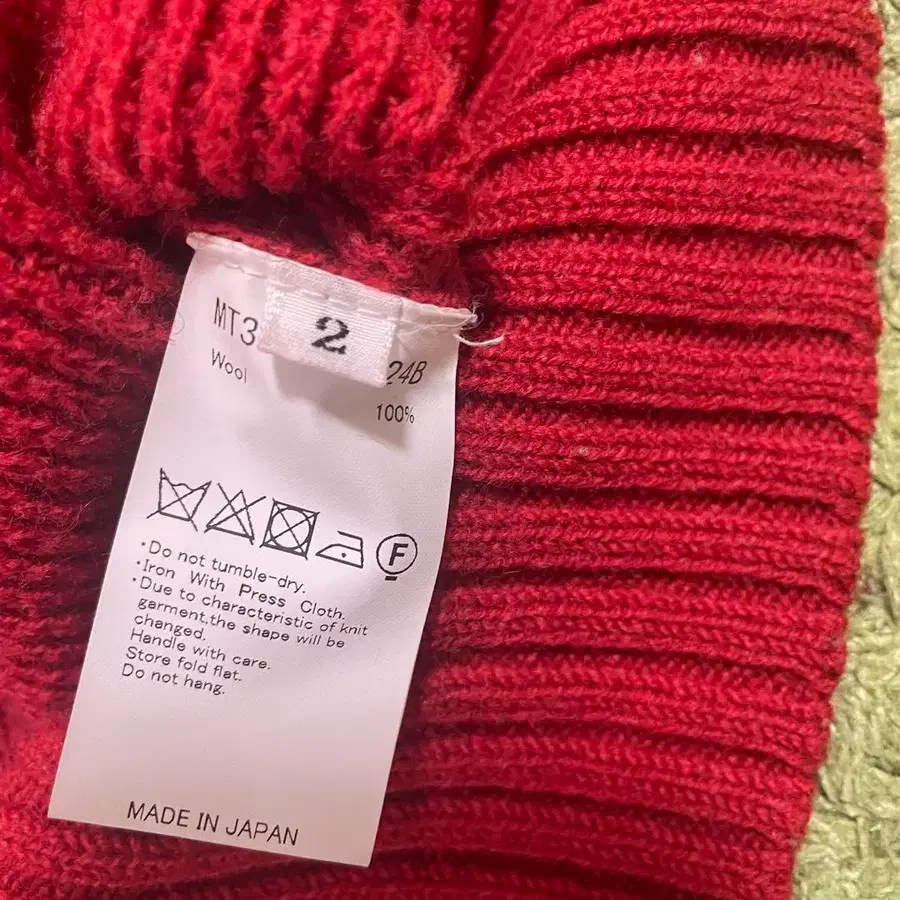 MT3
2
24B
Wool
100%
F
·Do not tumble-dry.
·Iron With Press Cloth.
·Due to characteristic of knit
garment,the shape will be
changed.
Handle with care.
Store fold flat.
Do not hang.
MADE IN JAPAN